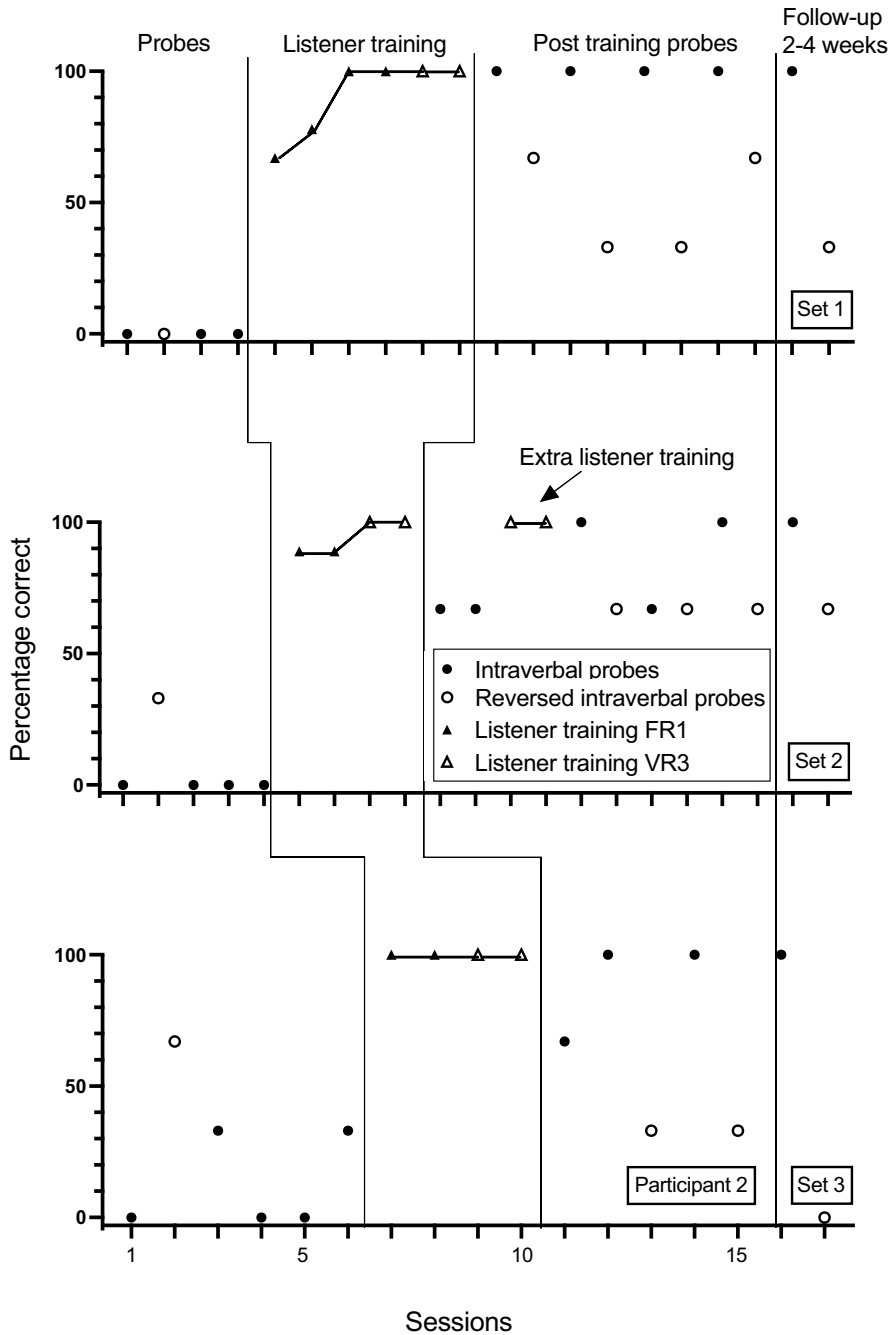 Probes
Listener training
Post training probes
Follow-up
2-4 weeks
100
50
0
Set 1
Extra listener training
Percentage correct
100
50
0
Intraverbal probes
Reversed intraverbal probes
Listener training FR1
Listener training VR3
Set 2
100
50
0
Participant 2
Set 3
1
5
10
15
Sessions